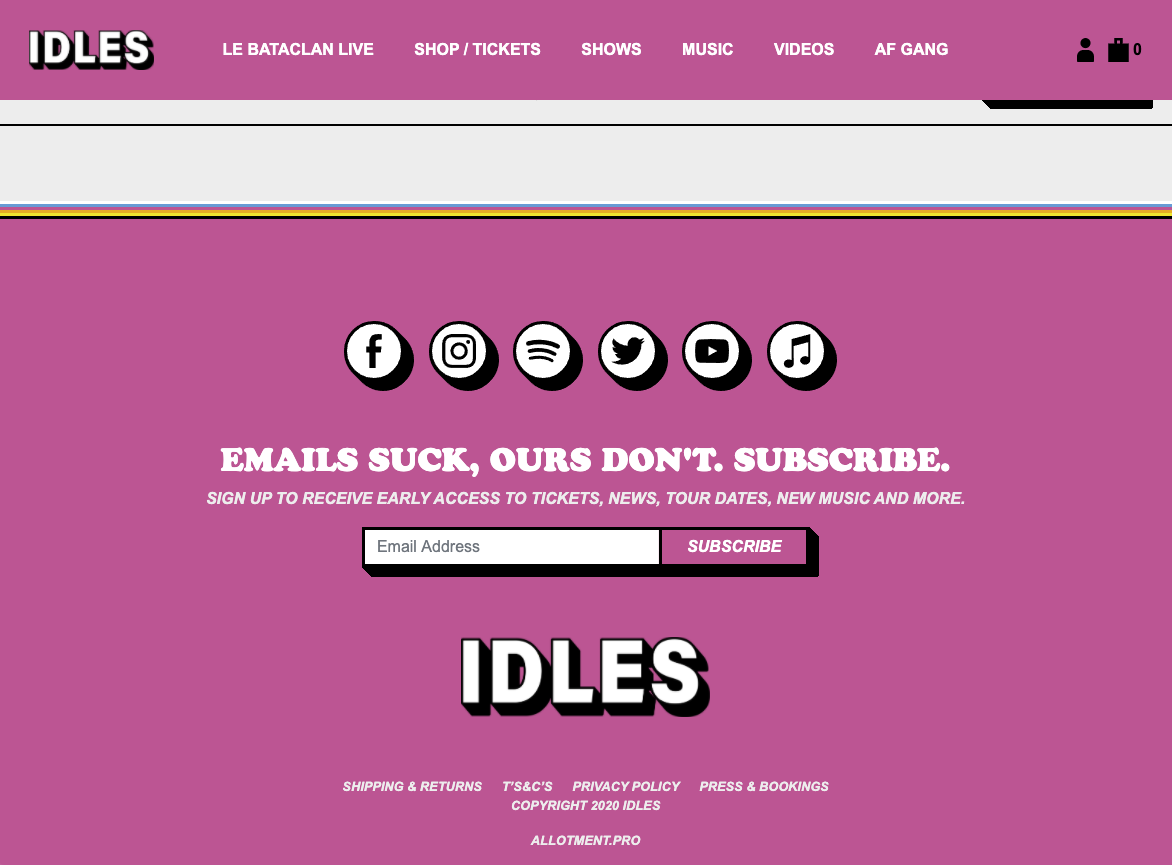 IDLES LE BATACLAN LIVE SHOP / TICKETS SHOWS MUSIC VIDEOS AF GANG 0
EMAILS SUCK, OURS DON'T. SUBSCRIBE.
SIGN UP TO RECEIVE EARLY ACCESS TO TICKETS, NEWS, TOUR DATES, NEW MUSIC AND MORE.
Email Address SUBSCRIBE
IDLES
SHIPPING & RETURNS T'S&C'S PRIVACY POLICY PRESS & BOOKINGS
COPYRIGHT 2020 IDLES
ALLOTMENT.PRO